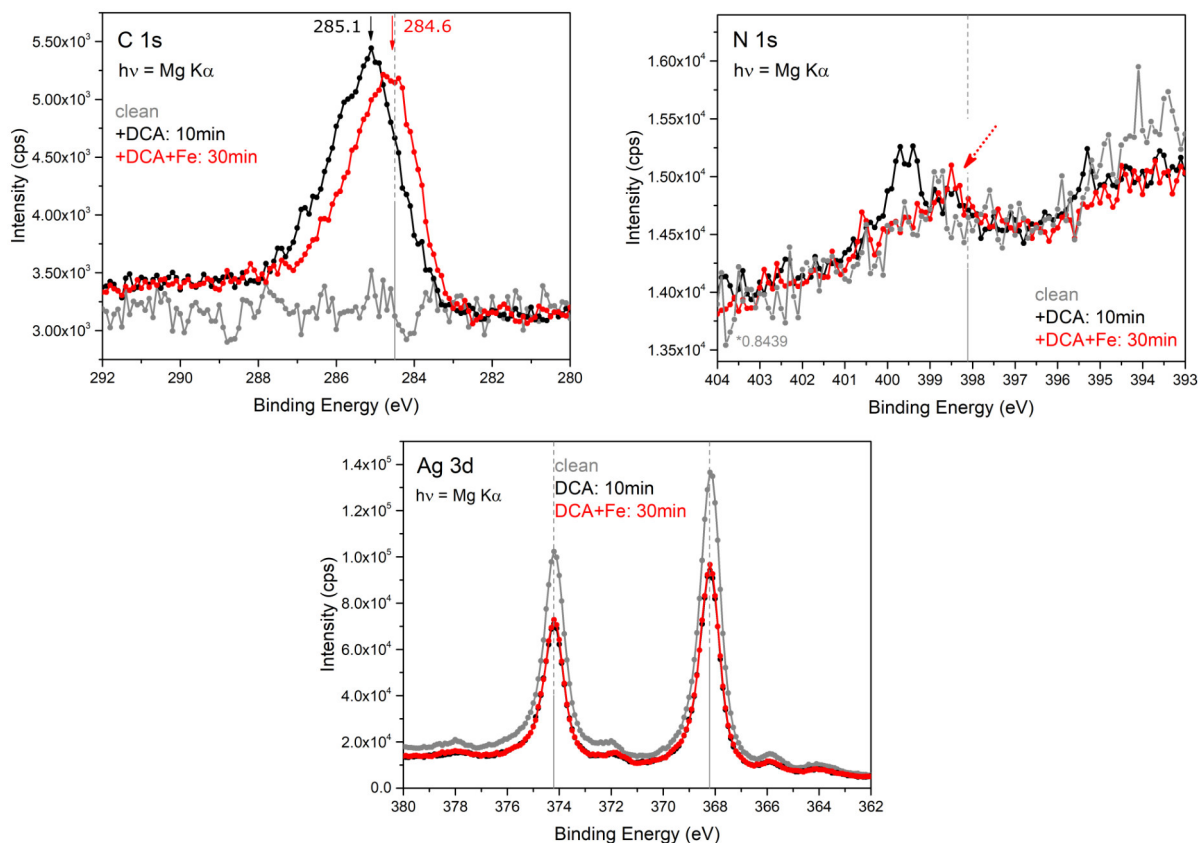 285.1
284.6
C 1s
hν = Mg Kα
clean
+DCA: 10min
+DCA+Fe: 30min
5.50x10³
5.00x10³
4.50x10³
4.00x10³
3.50x10³
3.00x10³
Intensity (cps)
292 290 288 286 284 282 280
Binding Energy (eV)
N 1s
hν = Mg Kα
1.60x10⁴
1.55x10⁴
1.50x10⁴
1.45x10⁴
1.40x10⁴
1.35x10⁴
Intensity (cps)
clean
+DCA: 10min
+DCA+Fe: 30min
*0.8439
404 403 402 401 400 399 398 397 396 395 394 393
Binding Energy (eV)
Ag 3d
hν = Mg Kα
clean
DCA: 10min
DCA+Fe: 30min
1.4x10⁵
1.2x10⁵
1.0x10⁵
8.0x10⁴
6.0x10⁴
4.0x10⁴
2.0x10⁴
0.0
Intensity (cps)
380 378 376 374 372 370 368 366 364 362
Binding Energy (eV)